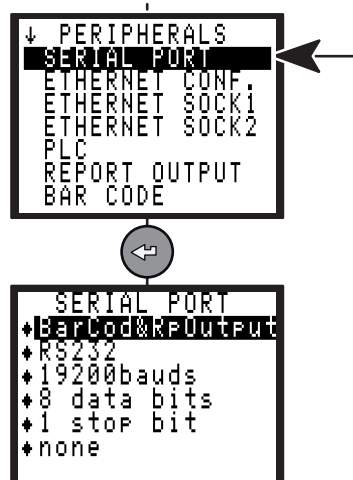 ↓ PERIPHERALS
SERIAL PORT
ETHERNET CONF.
ETHERNET SOCK1
ETHERNET SOCK2
PLC
REPORT OUTPUT
BAR CODE
SERIAL PORT
♦BarCod&RpOutput
♦RS232
♦19200bauds
♦8 data bits
♦1 stop bit
♦none